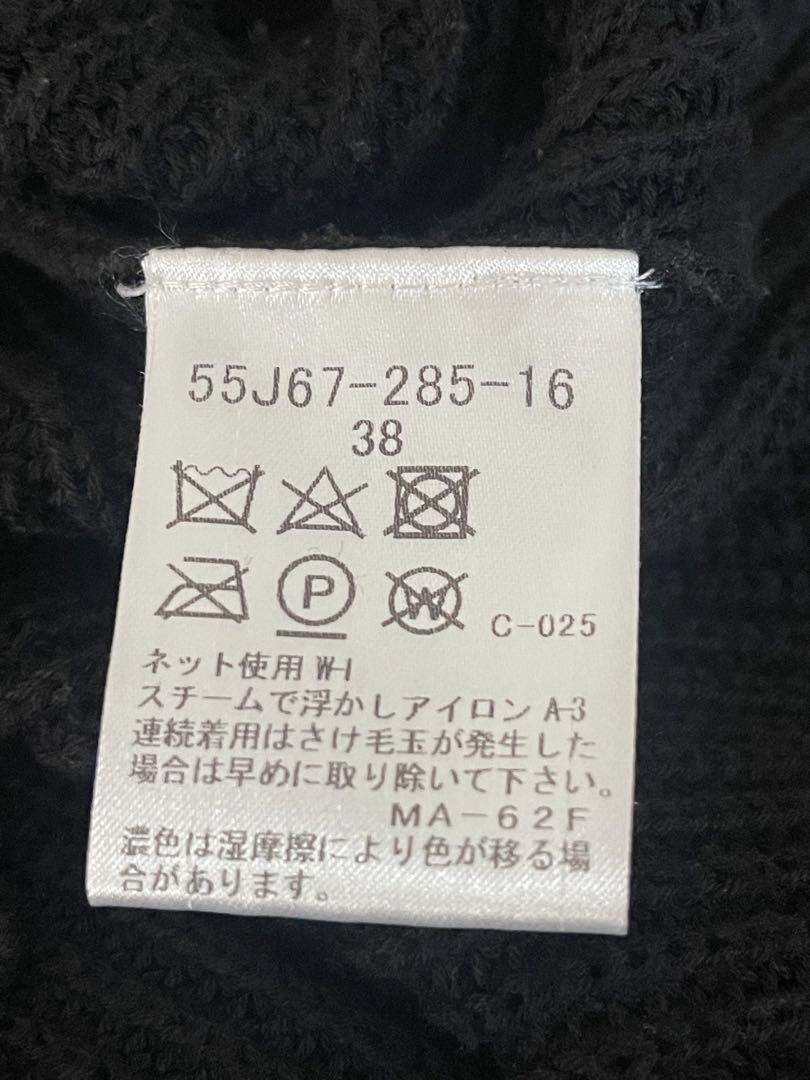 55J67-285-16
38
P
W
C-025
ネット使用 W-I
スチームで浮かしアイロン A-3
連続着用はさけ毛玉が発生した
場合は早めに取り除いて下さい。
MA-62F
濃色は湿摩擦により色が移る場
合があります。